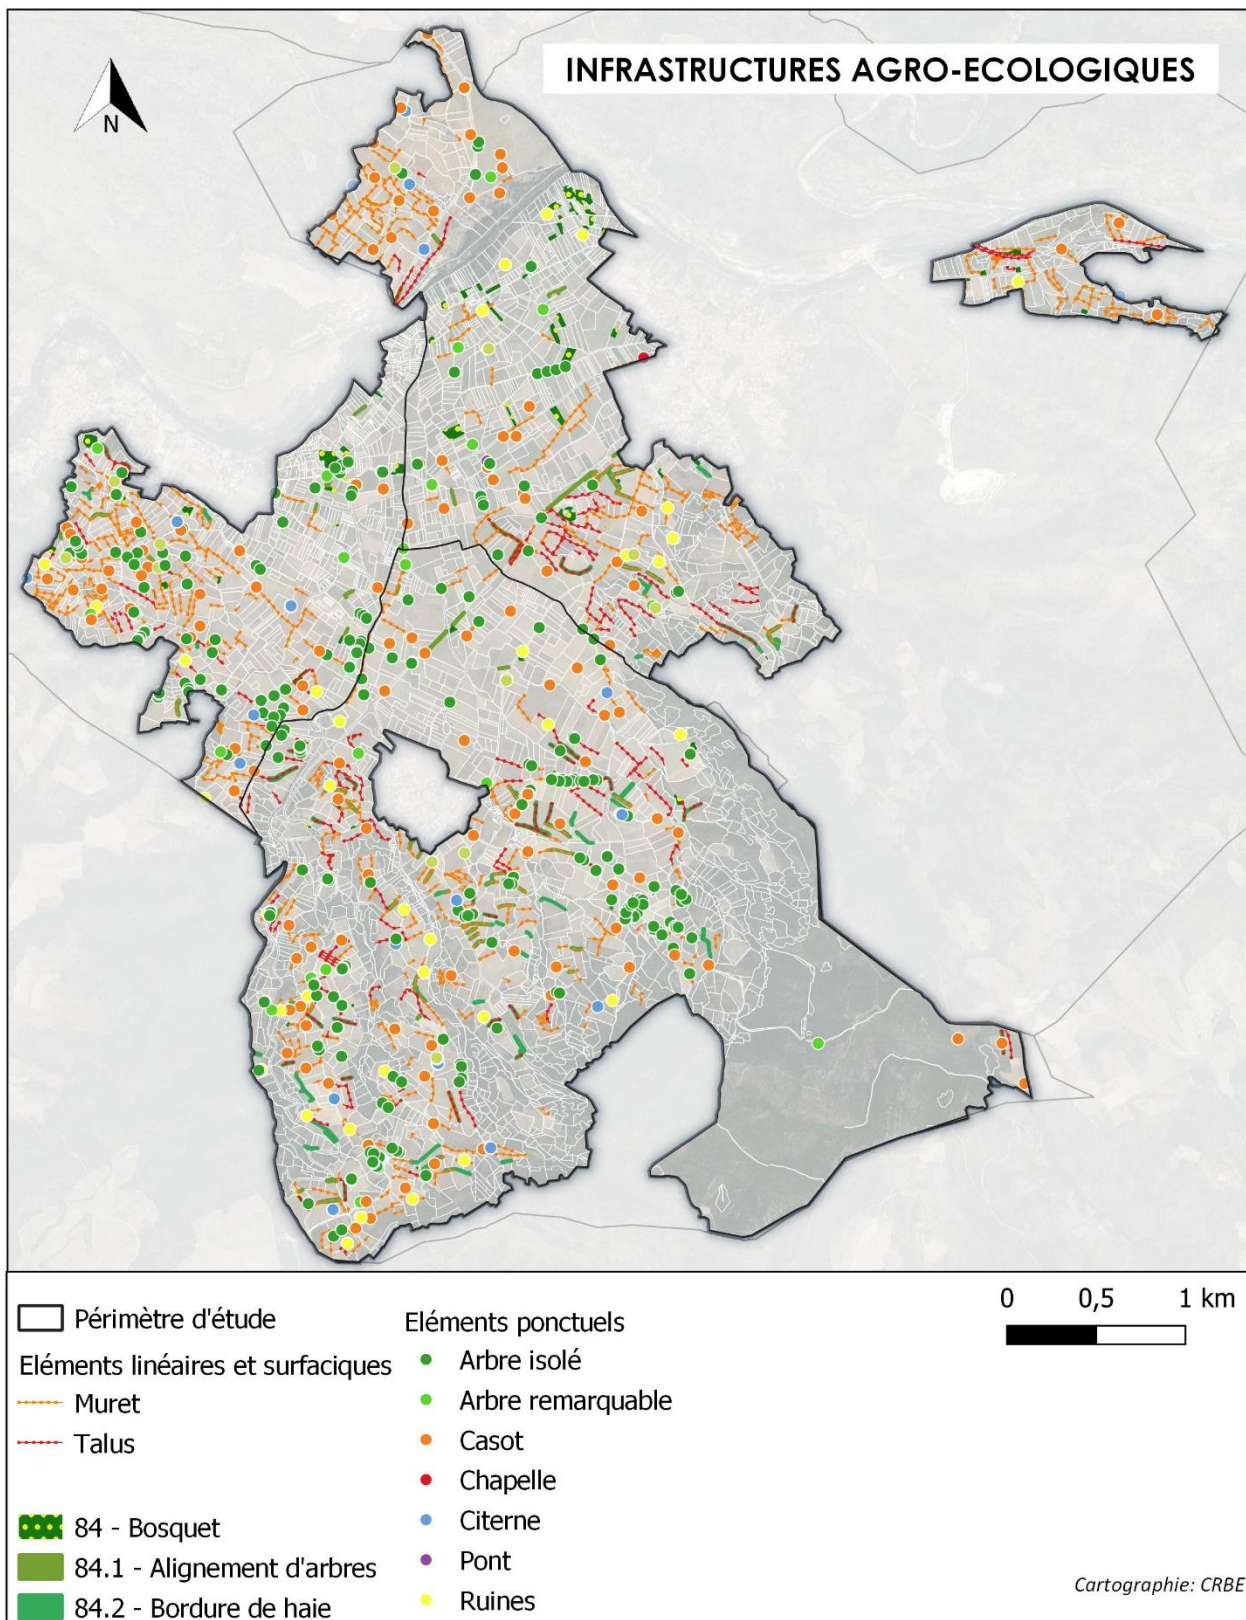 INFRASTRUCTURES AGRO-ECOLOGIQUES
N
Périmètre d'étude
Eléments linéaires et surfaciques
Muret
Talus
84 - Bosquet
84.1 - Alignement d'arbres
84.2 - Bordure de haie
Eléments ponctuels
Arbre isolé
Arbre remarquable
Casot
Chapelle
Citerne
Pont
Ruines
0 0,5 1 km
Cartographie: CRBE